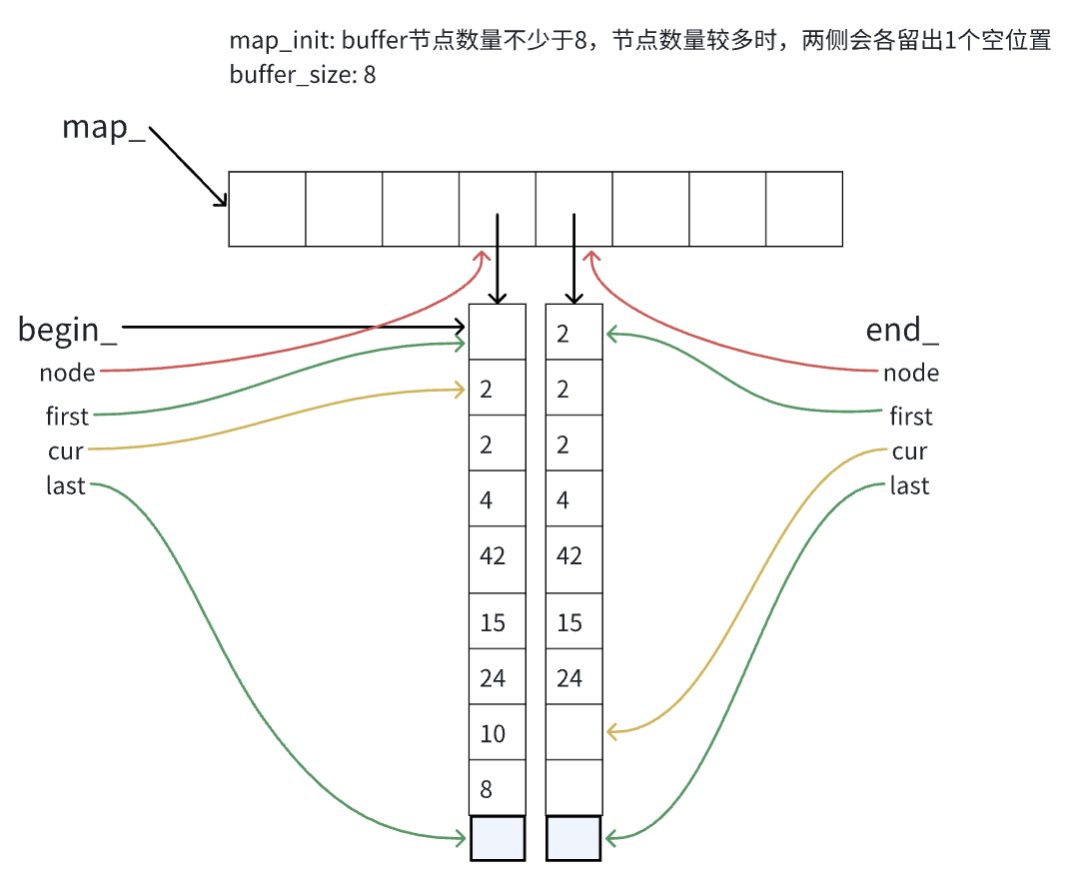 map_init: buffer节点数量不少于8，节点数量较多时，两侧会各留出1个空位置
buffer_size: 8
map_
begin_
node
first
cur
last
2
2
4
42
15
24
10
8
2
2
2
4
42
15
24
end_
node
first
cur
last